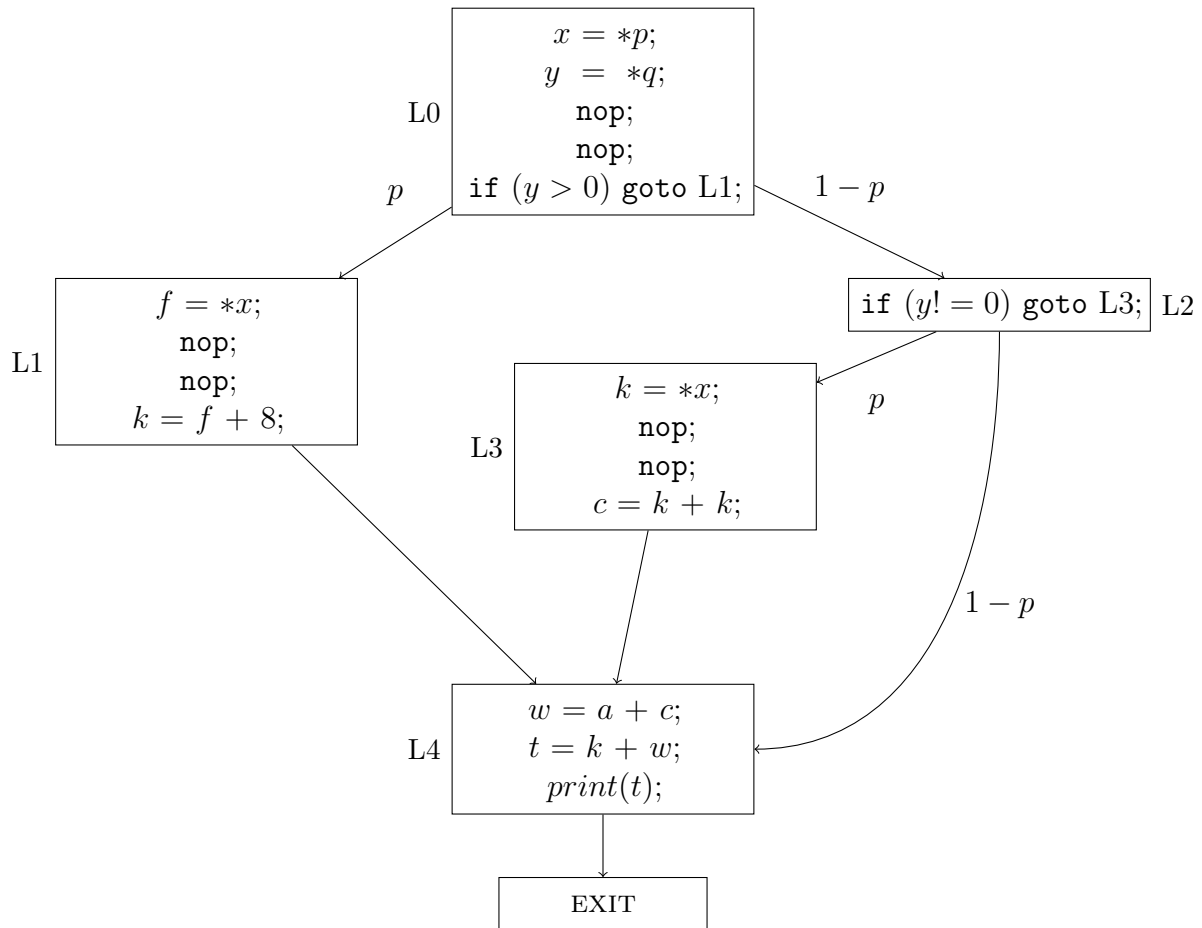 x = ∗p;
y = ∗q;
L0
nop;
nop;
if (y > 0) goto L1;
p
1 − p
f = ∗x;
nop;
L1
nop;
k = f + 8;
if (y! = 0) goto L3;
L2
p
k = ∗x;
nop;
L3
nop;
c = k + k;
1 − p
w = a + c;
L4
t = k + w;
print(t);
EXIT